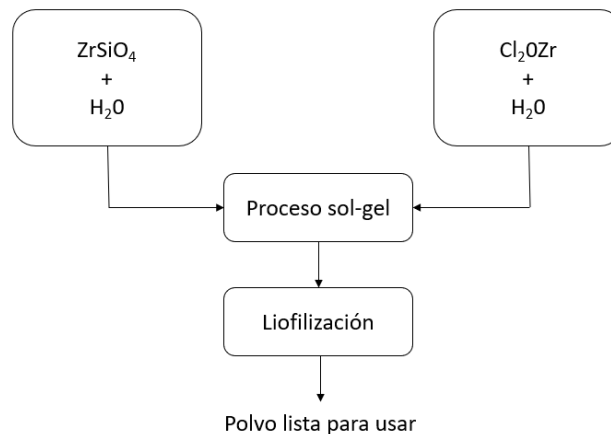 ZrSiO₄
+
H₂0
Cl₂0Zr
+
H₂0
Proceso sol-gel
Liofilización
Polvo lista para usar